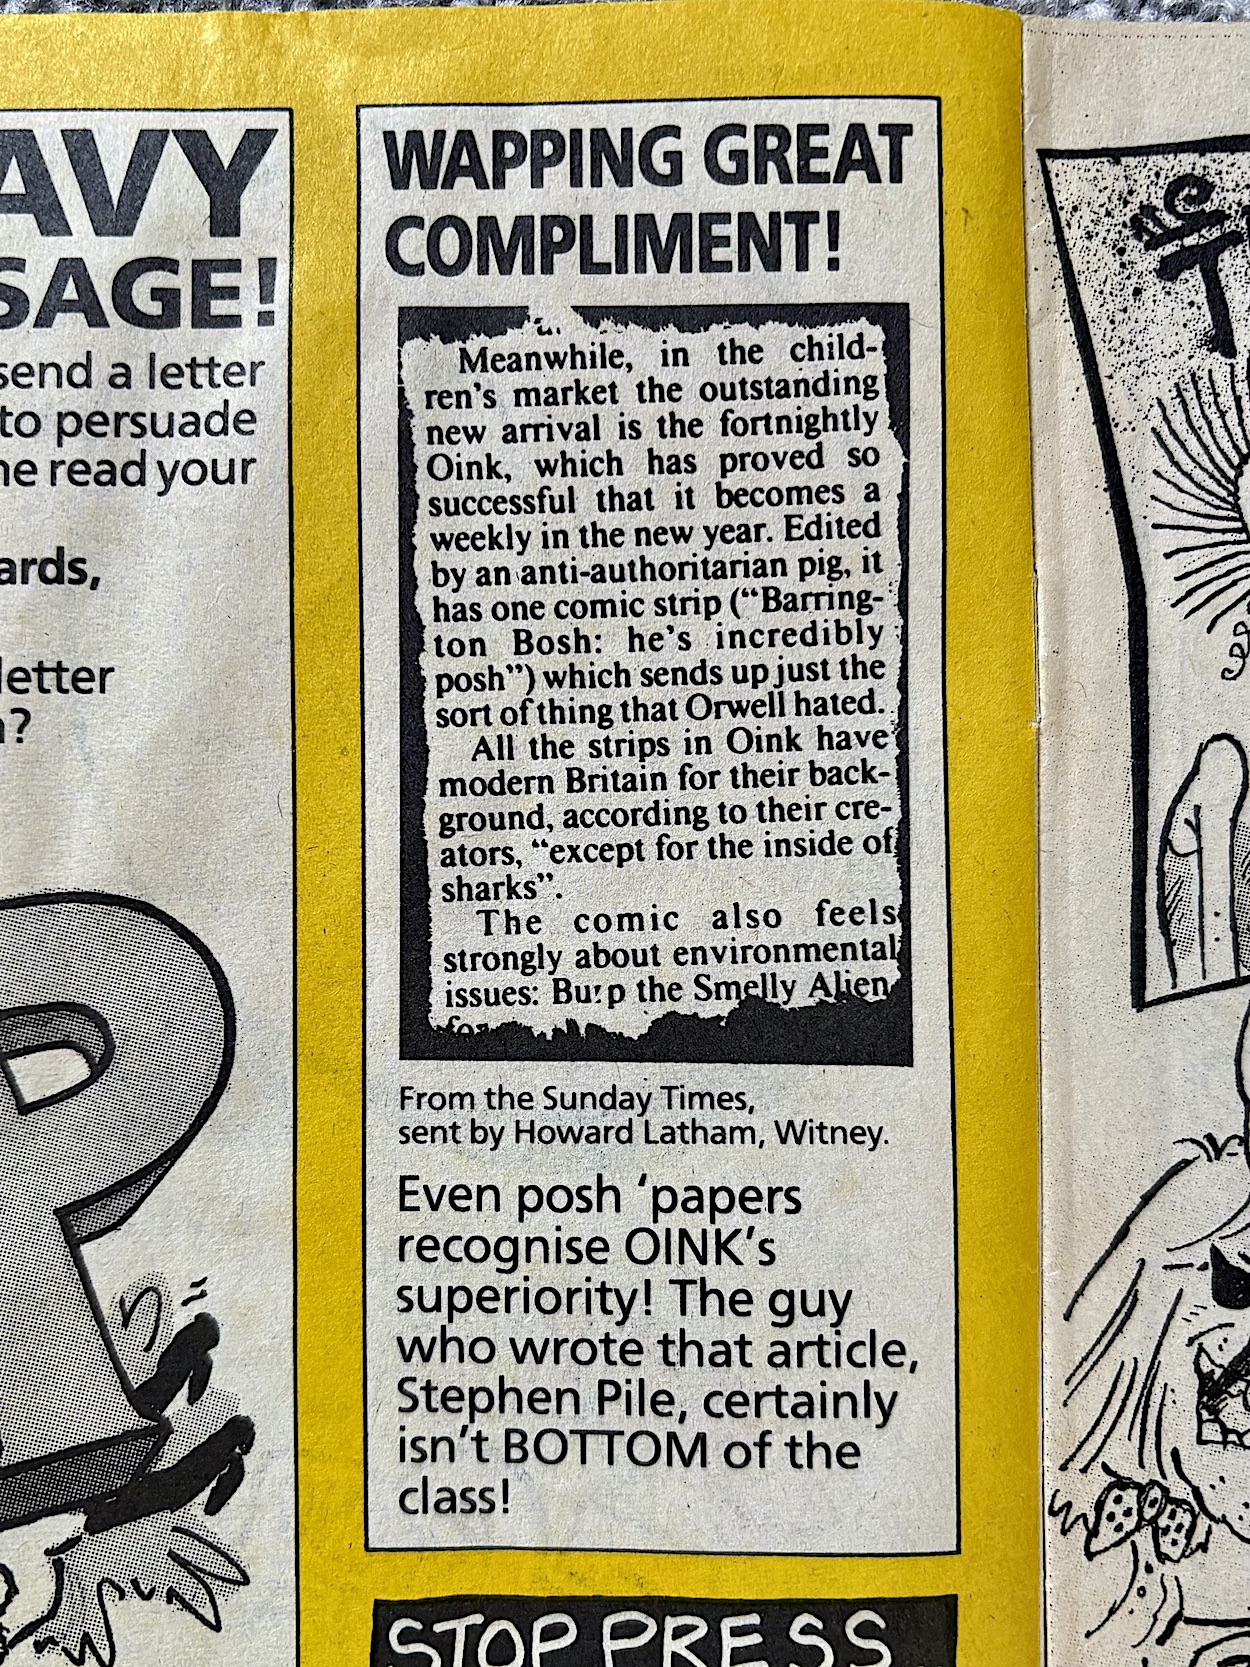 AVY
SAGE!
send a letter
to persuade
ne read your
ards,
letter
?
WAPPING GREAT
COMPLIMENT!
Meanwhile, in the child-
ren's market the outstanding
new arrival is the fortnightly
Oink, which has proved so
successful that it becomes a
weekly in the new year. Edited
by an anti-authoritarian pig, it
has one comic strip ("Barring-
ton Bosh: he's incredibly
posh") which sends up just the
sort of thing that Orwell hated.
All the strips in Oink have
modern Britain for their back-
ground, according to their cre-
ators, "except for the inside of
sharks".
The comic also feels
strongly about environmental
issues: Burp the Smelly Alien
From the Sunday Times,
sent by Howard Latham, Witney.
Even posh 'papers
recognise OINK's
superiority! The guy
who wrote that article,
Stephen Pile, certainly
isn't BOTTOM of the
class!
STOP PRESS